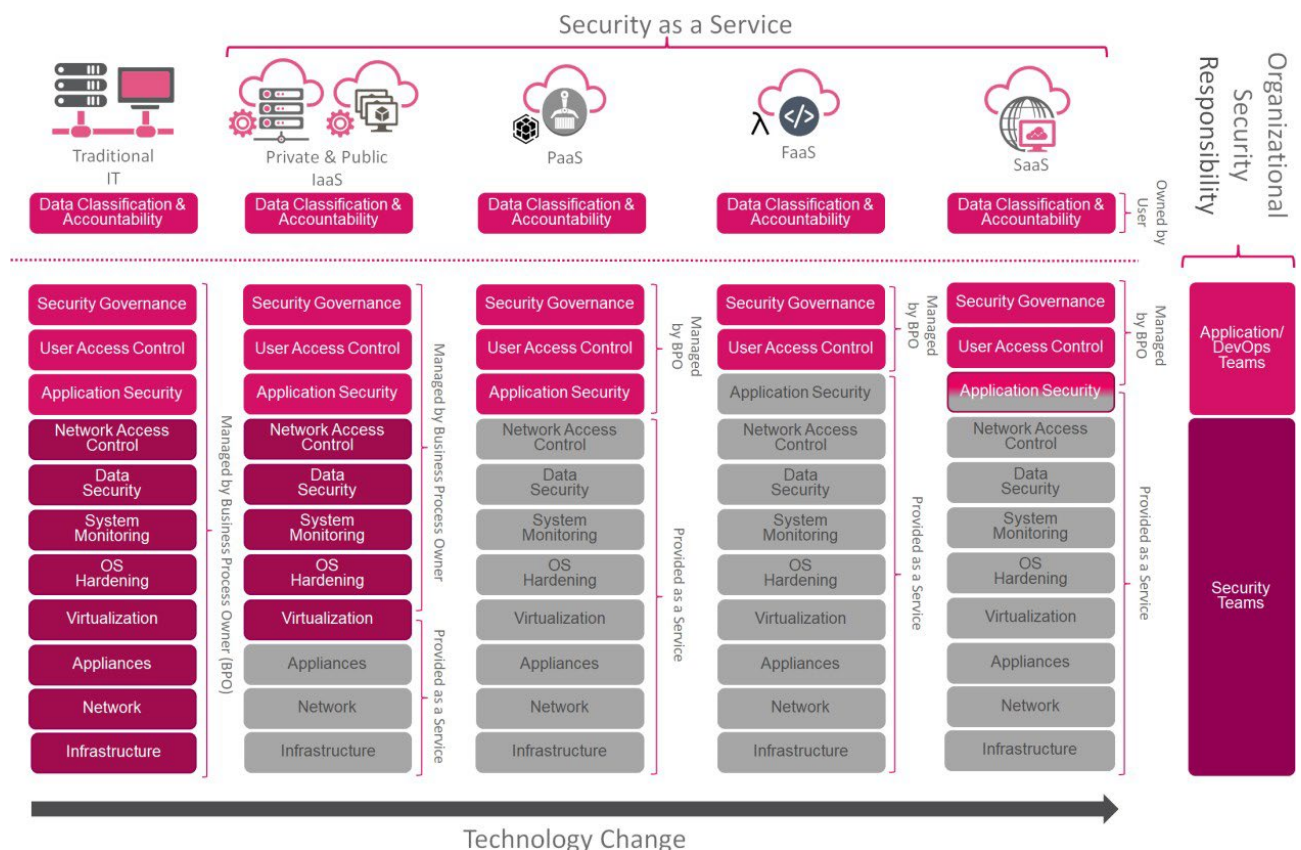 Security as a Service
Organizational
Security
Responsibility
Traditional
IT
Private & Public
IaaS
PaaS
λ
</>
FaaS
SaaS
Data Classification &
Accountability
Data Classification &
Accountability
Data Classification &
Accountability
Data Classification &
Accountability
Data Classification &
Accountability
Owned by
User
Security Governance
User Access Control
Application Security
Network Access
Control
Data
Security
System
Monitoring
OS
Hardening
Virtualization
Appliances
Network
Infrastructure
Managed by Business Process Owner (BPO)
Security Governance
User Access Control
Application Security
Network Access
Control
Data
Security
System
Monitoring
OS
Hardening
Virtualization
Appliances
Network
Infrastructure
Managed by Business Process Owner
Provided as a Service
Security Governance
User Access Control
Application Security
Network Access
Control
Data
Security
System
Monitoring
OS
Hardening
Virtualization
Appliances
Network
Infrastructure
Managed
by BPO
Provided as a Service
Security Governance
User Access Control
Application Security
Network Access
Control
Data
Security
System
Monitoring
OS
Hardening
Virtualization
Appliances
Network
Infrastructure
Managed
by BPO
Provided as a Service
Security Governance
User Access Control
Application Security
Network Access
Control
Data
Security
System
Monitoring
OS
Hardening
Virtualization
Appliances
Network
Infrastructure
Managed
by BPO
Provided as a Service
Application/
DevOps
Teams
Security
Teams
Technology Change